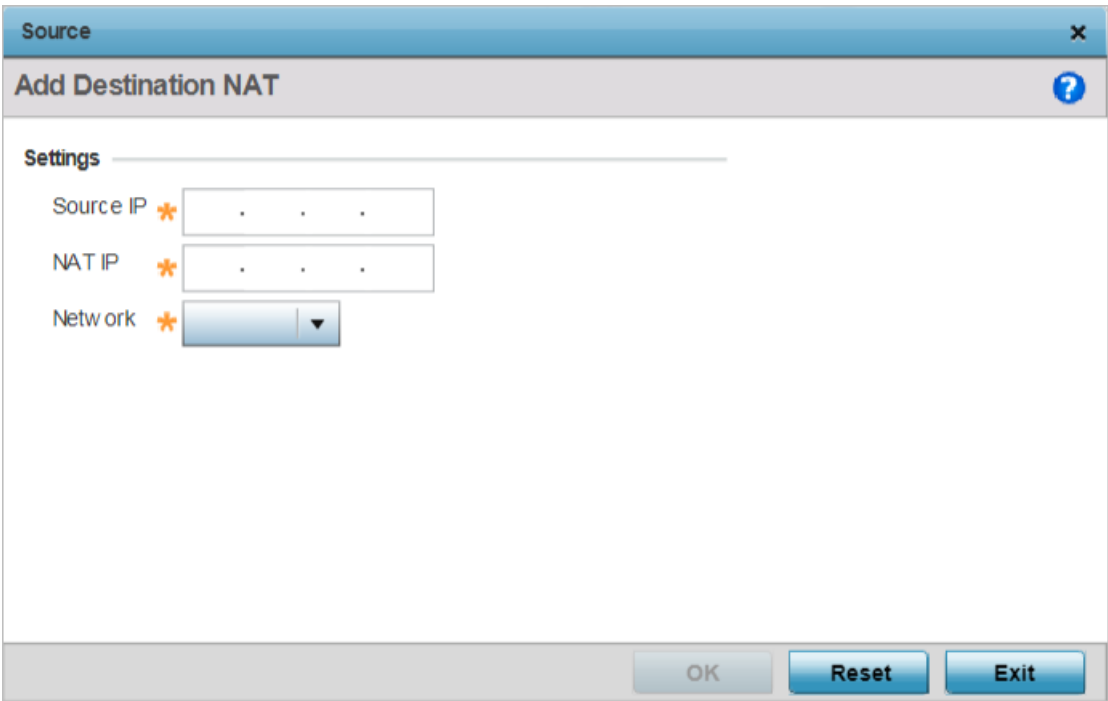 Source
Add Destination NAT
?
Settings
Source IP *
. . .
NAT IP *
. . .
Network *
OK Reset Exit